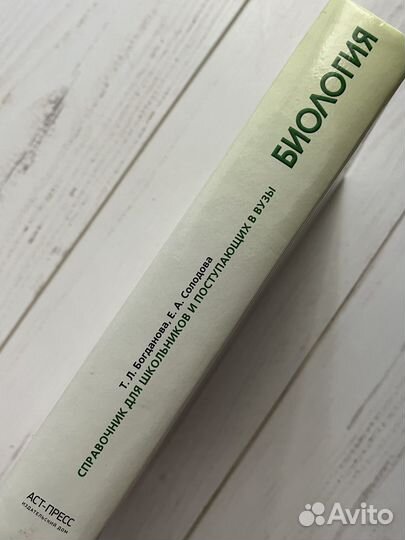 Т. Л. Богданова, Е. А. Солодова
СПРАВОЧНИК ДЛЯ ШКОЛЬНИКОВ И ПОСТУПАЮЩИХ В ВУЗЫ
БИОЛОГИЯ
АСТ-ПРЕСС
ИЗДАТЕЛЬСКИЙ ДОМ
Avito